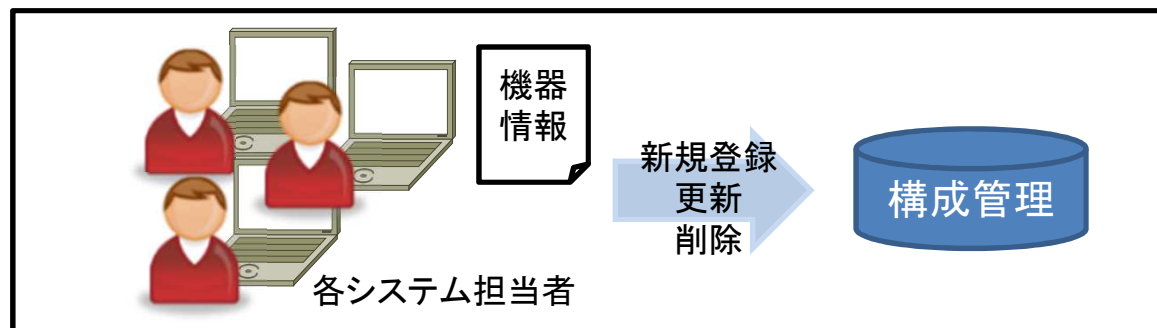 機器
情報
新規登録
更新
削除
構成管理
各システム担当者